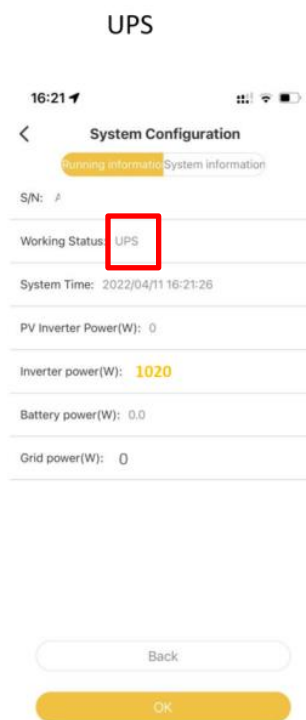 UPS
16:21
System Configuration
Running informatio System information
S/N: A
Working Status: UPS
System Time: 2022/04/11 16:21:26
PV Inverter Power(W): 0
Inverter power(W): 1020
Battery power(W): 0.0
Grid power(W): 0
Back
OK